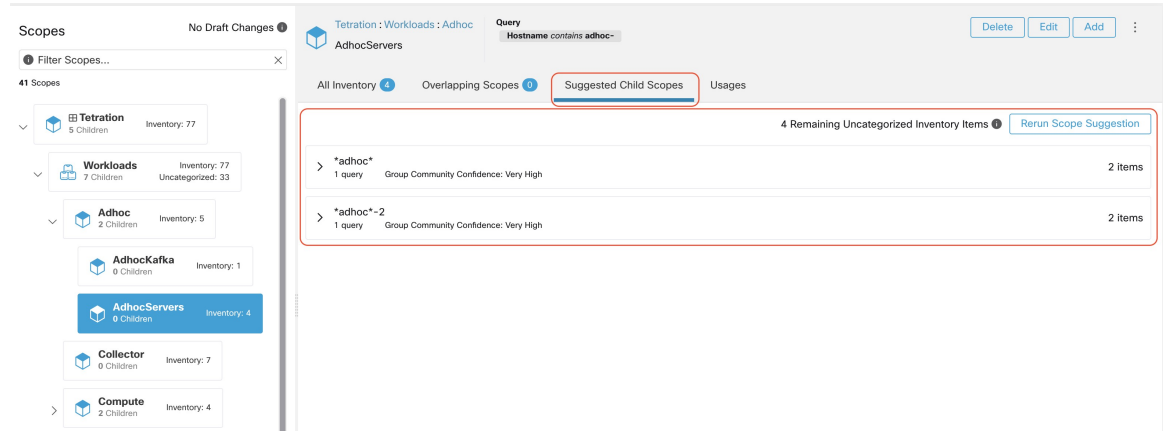 Scopes
No Draft Changes
Filter Scopes...
41 Scopes
Tetration
5 Children
Inventory: 77
Workloads
7 Children
Inventory: 77
Uncategorized: 33
Adhoc
2 Children
Inventory: 5
AdhocKafka
0 Children
Inventory: 1
AdhocServers
0 Children
Inventory: 4
Collector
0 Children
Inventory: 7
Compute
2 Children
Inventory: 4
Tetration : Workloads : Adhoc
AdhocServers
Query
Hostname contains adhoc-
Delete
Edit
Add
All Inventory 4
Overlapping Scopes 0
Suggested Child Scopes
Usages
4 Remaining Uncategorized Inventory Items
Rerun Scope Suggestion
*adhoc*
1 query Group Community Confidence: Very High
2 items
*adhoc*-2
1 query Group Community Confidence: Very High
2 items